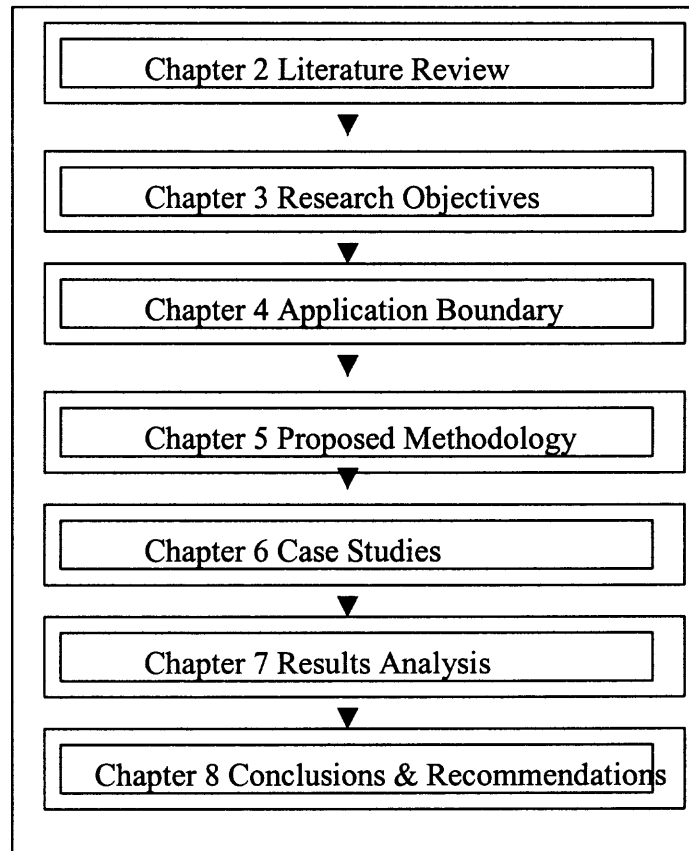 Chapter 2 Literature Review
Chapter 3 Research Objectives
Chapter 4 Application Boundary
Chapter 5 Proposed Methodology
Chapter 6 Case Studies
Chapter 7 Results Analysis
Chapter 8 Conclusions & Recommendations